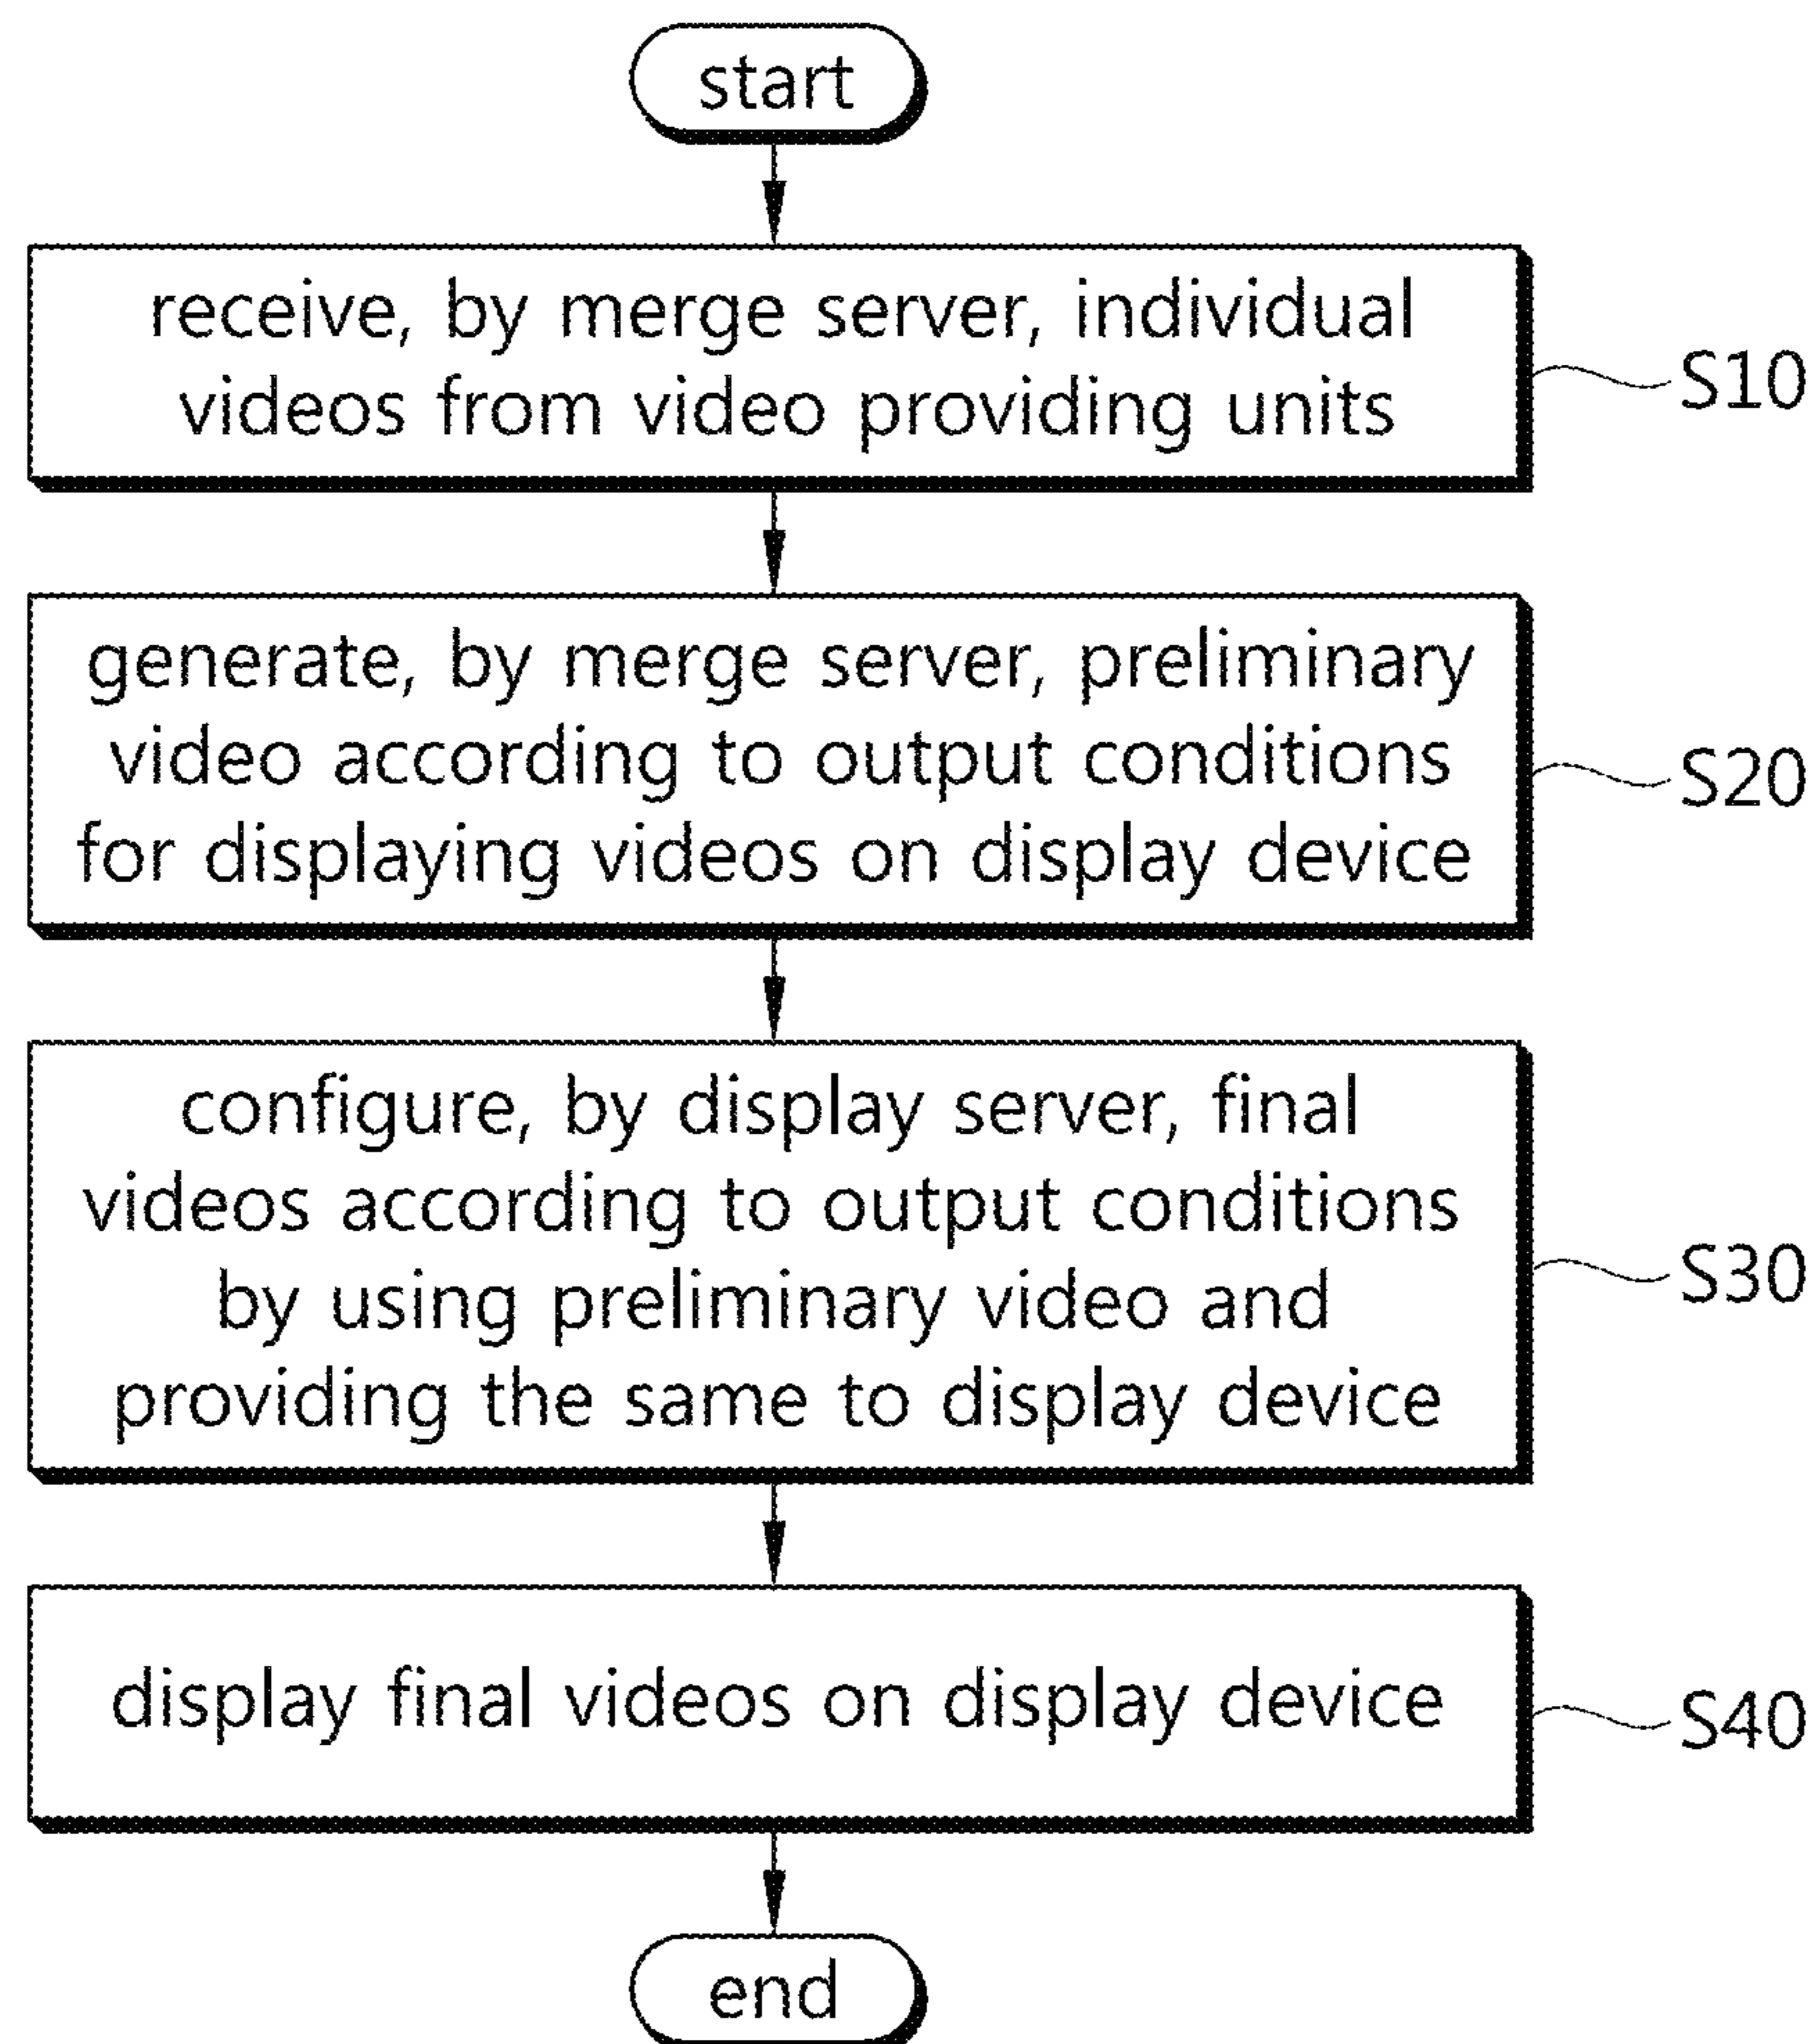 start
receive, by merge server, individual
videos from video providing units
S10
generate, by merge server, preliminary
video according to output conditions
for displaying videos on display device
S20
configure, by display server, final
videos according to output conditions
by using preliminary video and
providing the same to display device
S30
display final videos on display device
S40
end